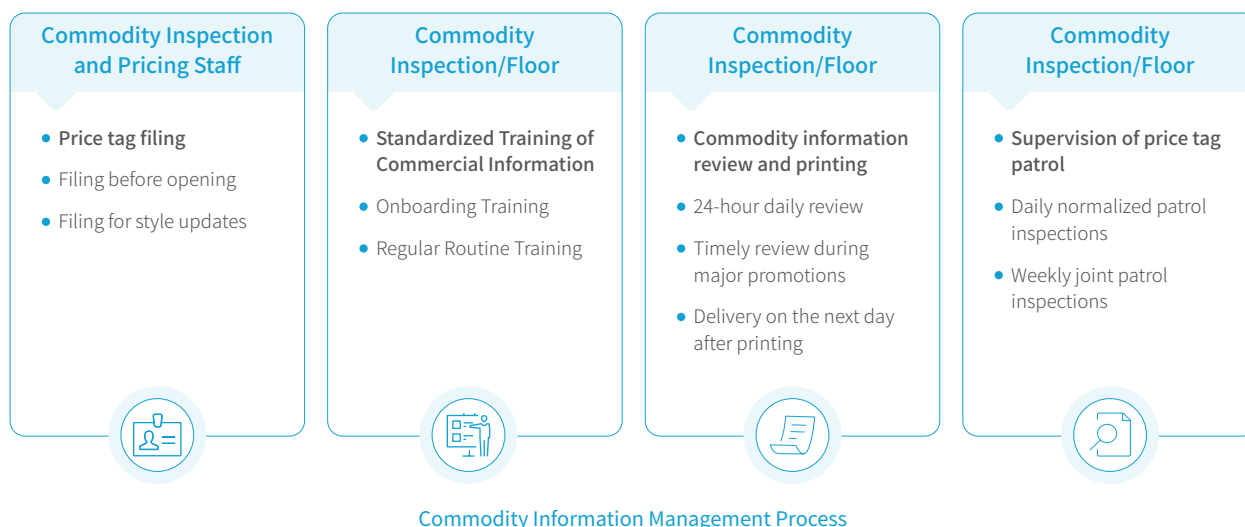 Commodity Inspection
and Pricing Staff
• Price tag filing
• Filing before opening
• Filing for style updates
Commodity
Inspection/Floor
• Standardized Training of
Commercial Information
• Onboarding Training
• Regular Routine Training
Commodity
Inspection/Floor
• Commodity information
review and printing
• 24-hour daily review
• Timely review during
major promotions
• Delivery on the next day
after printing
Commodity
Inspection/Floor
• Supervision of price tag
patrol
• Daily normalized patrol
inspections
• Weekly joint patrol
inspections
Commodity Information Management Process